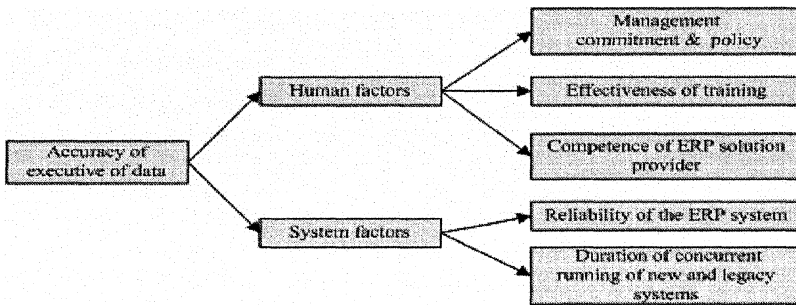 Management
commitment & policy
Human factors
Effectiveness of training
Accuracy of
executive of data
Competence of ERP solution
provider
System factors
Reliability of the ERP system
Duration of concurrent
running of new and legacy
systems